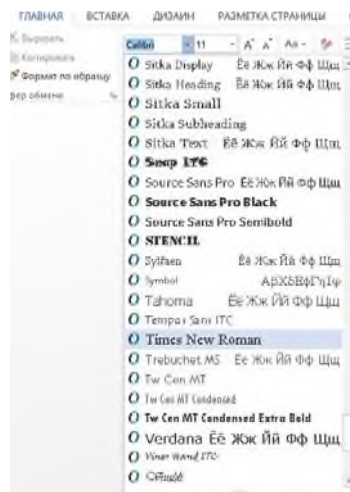 ГЛАВНАЯ ВСТАВКА ДИЗАЙН РАЗМЕТКА СТРАНИЦЫ
Вырезать
Calibri 11 Aa
Копировать
Формат по образцу
фер обмена
Sitka Display Ёё Жж Йй Фф Щщ
Sitka Heading Ёё Жж Йй Фф Щщ
Sitka Small
Sitka Subheading
Sitka Text Ёё Жж Йй Фф Щщ
Snap ITC
Source Sans Pro Ёё Жж Йй Фф Щщ
Source Sans Pro Black
Source Sans Pro Semibold
STENCIL
Sylfaen Ёё Жж Йй Фф Щщ
Symbol
Tahoma Ёё Жж Йй Фф Щщ
Tempus Sans ITC
Times New Roman
Trebuchet MS Ёё Жж Йй Фф Щщ
Tw Cen MT
Tw Cen MT Condensed
Tw Cen MT Condensed Extra Bold
Verdana Ёё Жж Йй Фф Щщ
Viner Hand ITC
Vivaldi